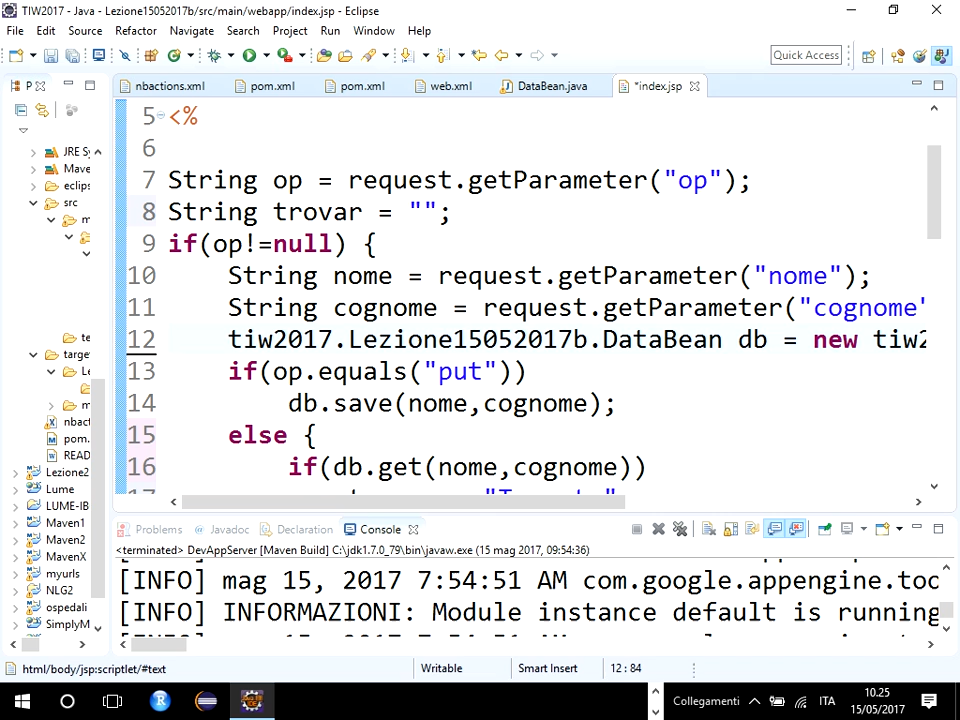 TIW2017 - Java - Lezione15052017b/src/main/webapp/index.jsp - Eclipse
File Edit Source Refactor Navigate Search Project Run Window Help
Quick Access
P
nbactions.xml pom.xml pom.xml web.xml DataBean.java *index.jsp
JRE Sy
Mave
eclips
src
m
te
targe
Le
m
nbact
pom.
READ
Lezione2
Lume
LUME-IB
Maven1
Maven2
MavenX
myurls
NLG2
ospedali
SimplyM
5 <%
6
7 String op = request.getParameter("op");
8 String trovar = "";
9 if(op!=null) {
10 String nome = request.getParameter("nome");
11 String cognome = request.getParameter("cognome"
12 tiw2017.Lezione15052017b.DataBean db = new tiw2
13 if(op.equals("put"))
14 db.save(nome,cognome);
15 else {
16 if(db.get(nome,cognome))
Problems Javadoc Declaration Console
<terminated> DevAppServer [Maven Build] C:\jdk1.7.0_79\bin\javaw.exe (15 mag 2017, 09:54:36)
[INFO] mag 15, 2017 7:54:51 AM com.google.appengine.too
[INFO] INFORMAZIONI: Module instance default is running
html/body/jsp:scriptlet/#text Writable Smart Insert 12 : 84
R Collegamenti ITA 10.25
15/05/2017